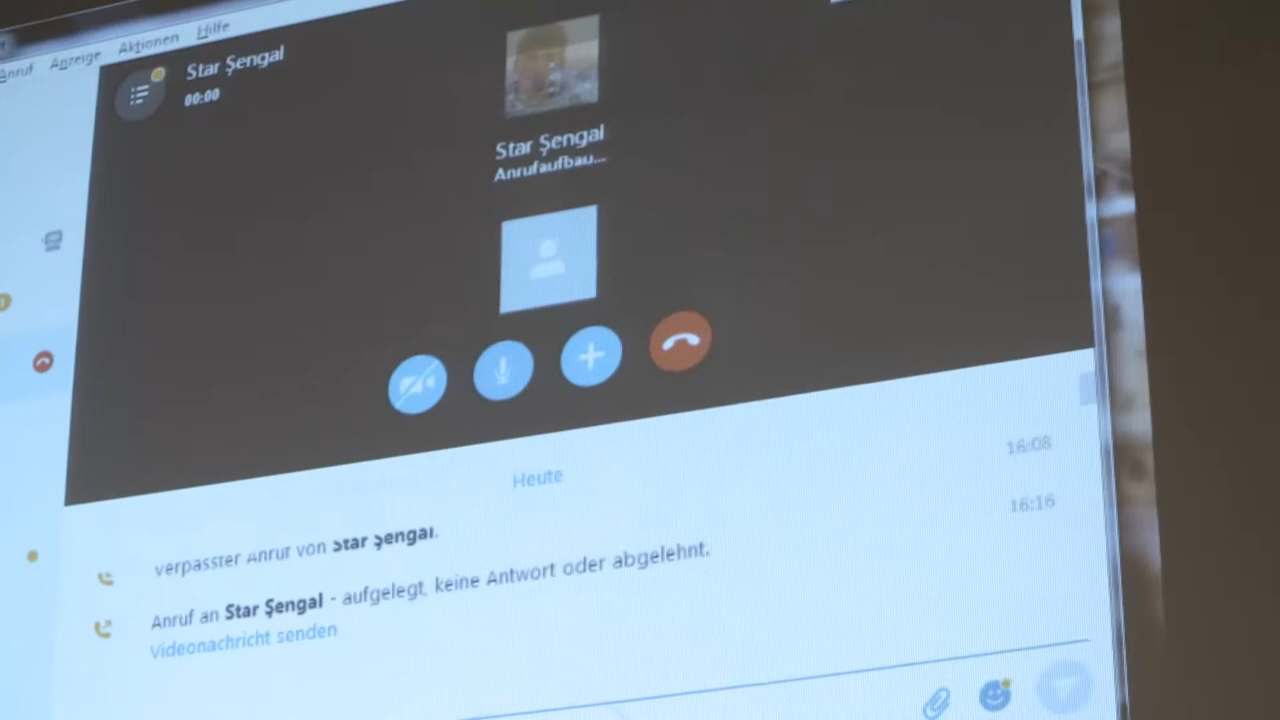 Anruf Anzeige Aktionen Hilfe
Star Şengal
00:00
Star Şengal
Anrufaufbau...
Heute
16:08
verpasster Anruf von Star Şengal.
16:16
Anruf an Star Şengal - aufgelegt, keine Antwort oder abgelehnt.
Videonachricht senden